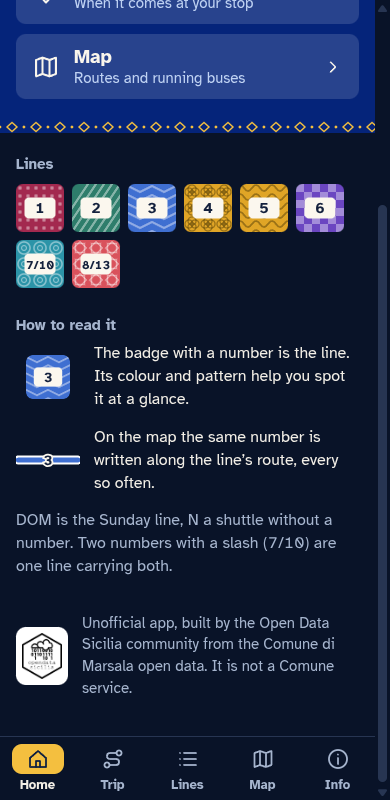 When it comes at your stop
Map
Routes and running buses
Lines
1
2
3
4
5
6
7/10
8/13
How to read it
3
The badge with a number is the line.
Its colour and pattern help you spot
it at a glance.
3
On the map the same number is
written along the line’s route, every
so often.
DOM is the Sunday line, N a shuttle without a
number. Two numbers with a slash (7/10) are
one line carrying both.
Unofficial app, built by the Open Data
Sicilia community from the Comune di
Marsala open data. It is not a Comune
service.
Home
Trip
Lines
Map
Info